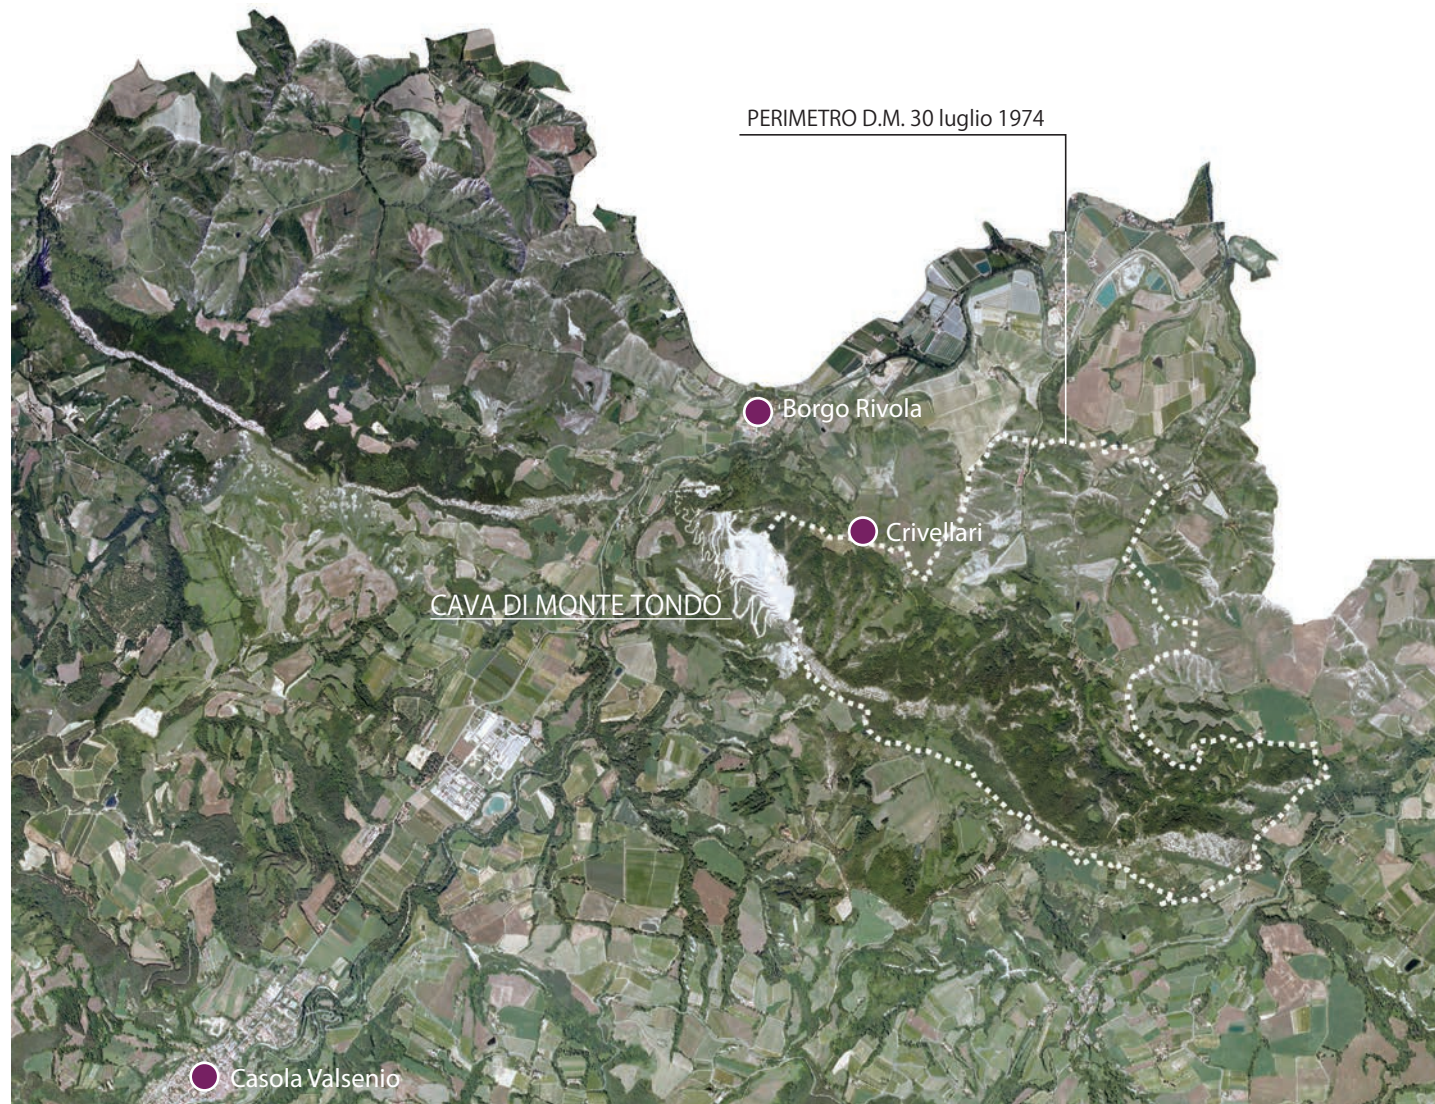 PERIMETRO D.M. 30 luglio 1974
Borgo Rivola
Crivellari
CAVA DI MONTE TONDO
Casola Valsenio